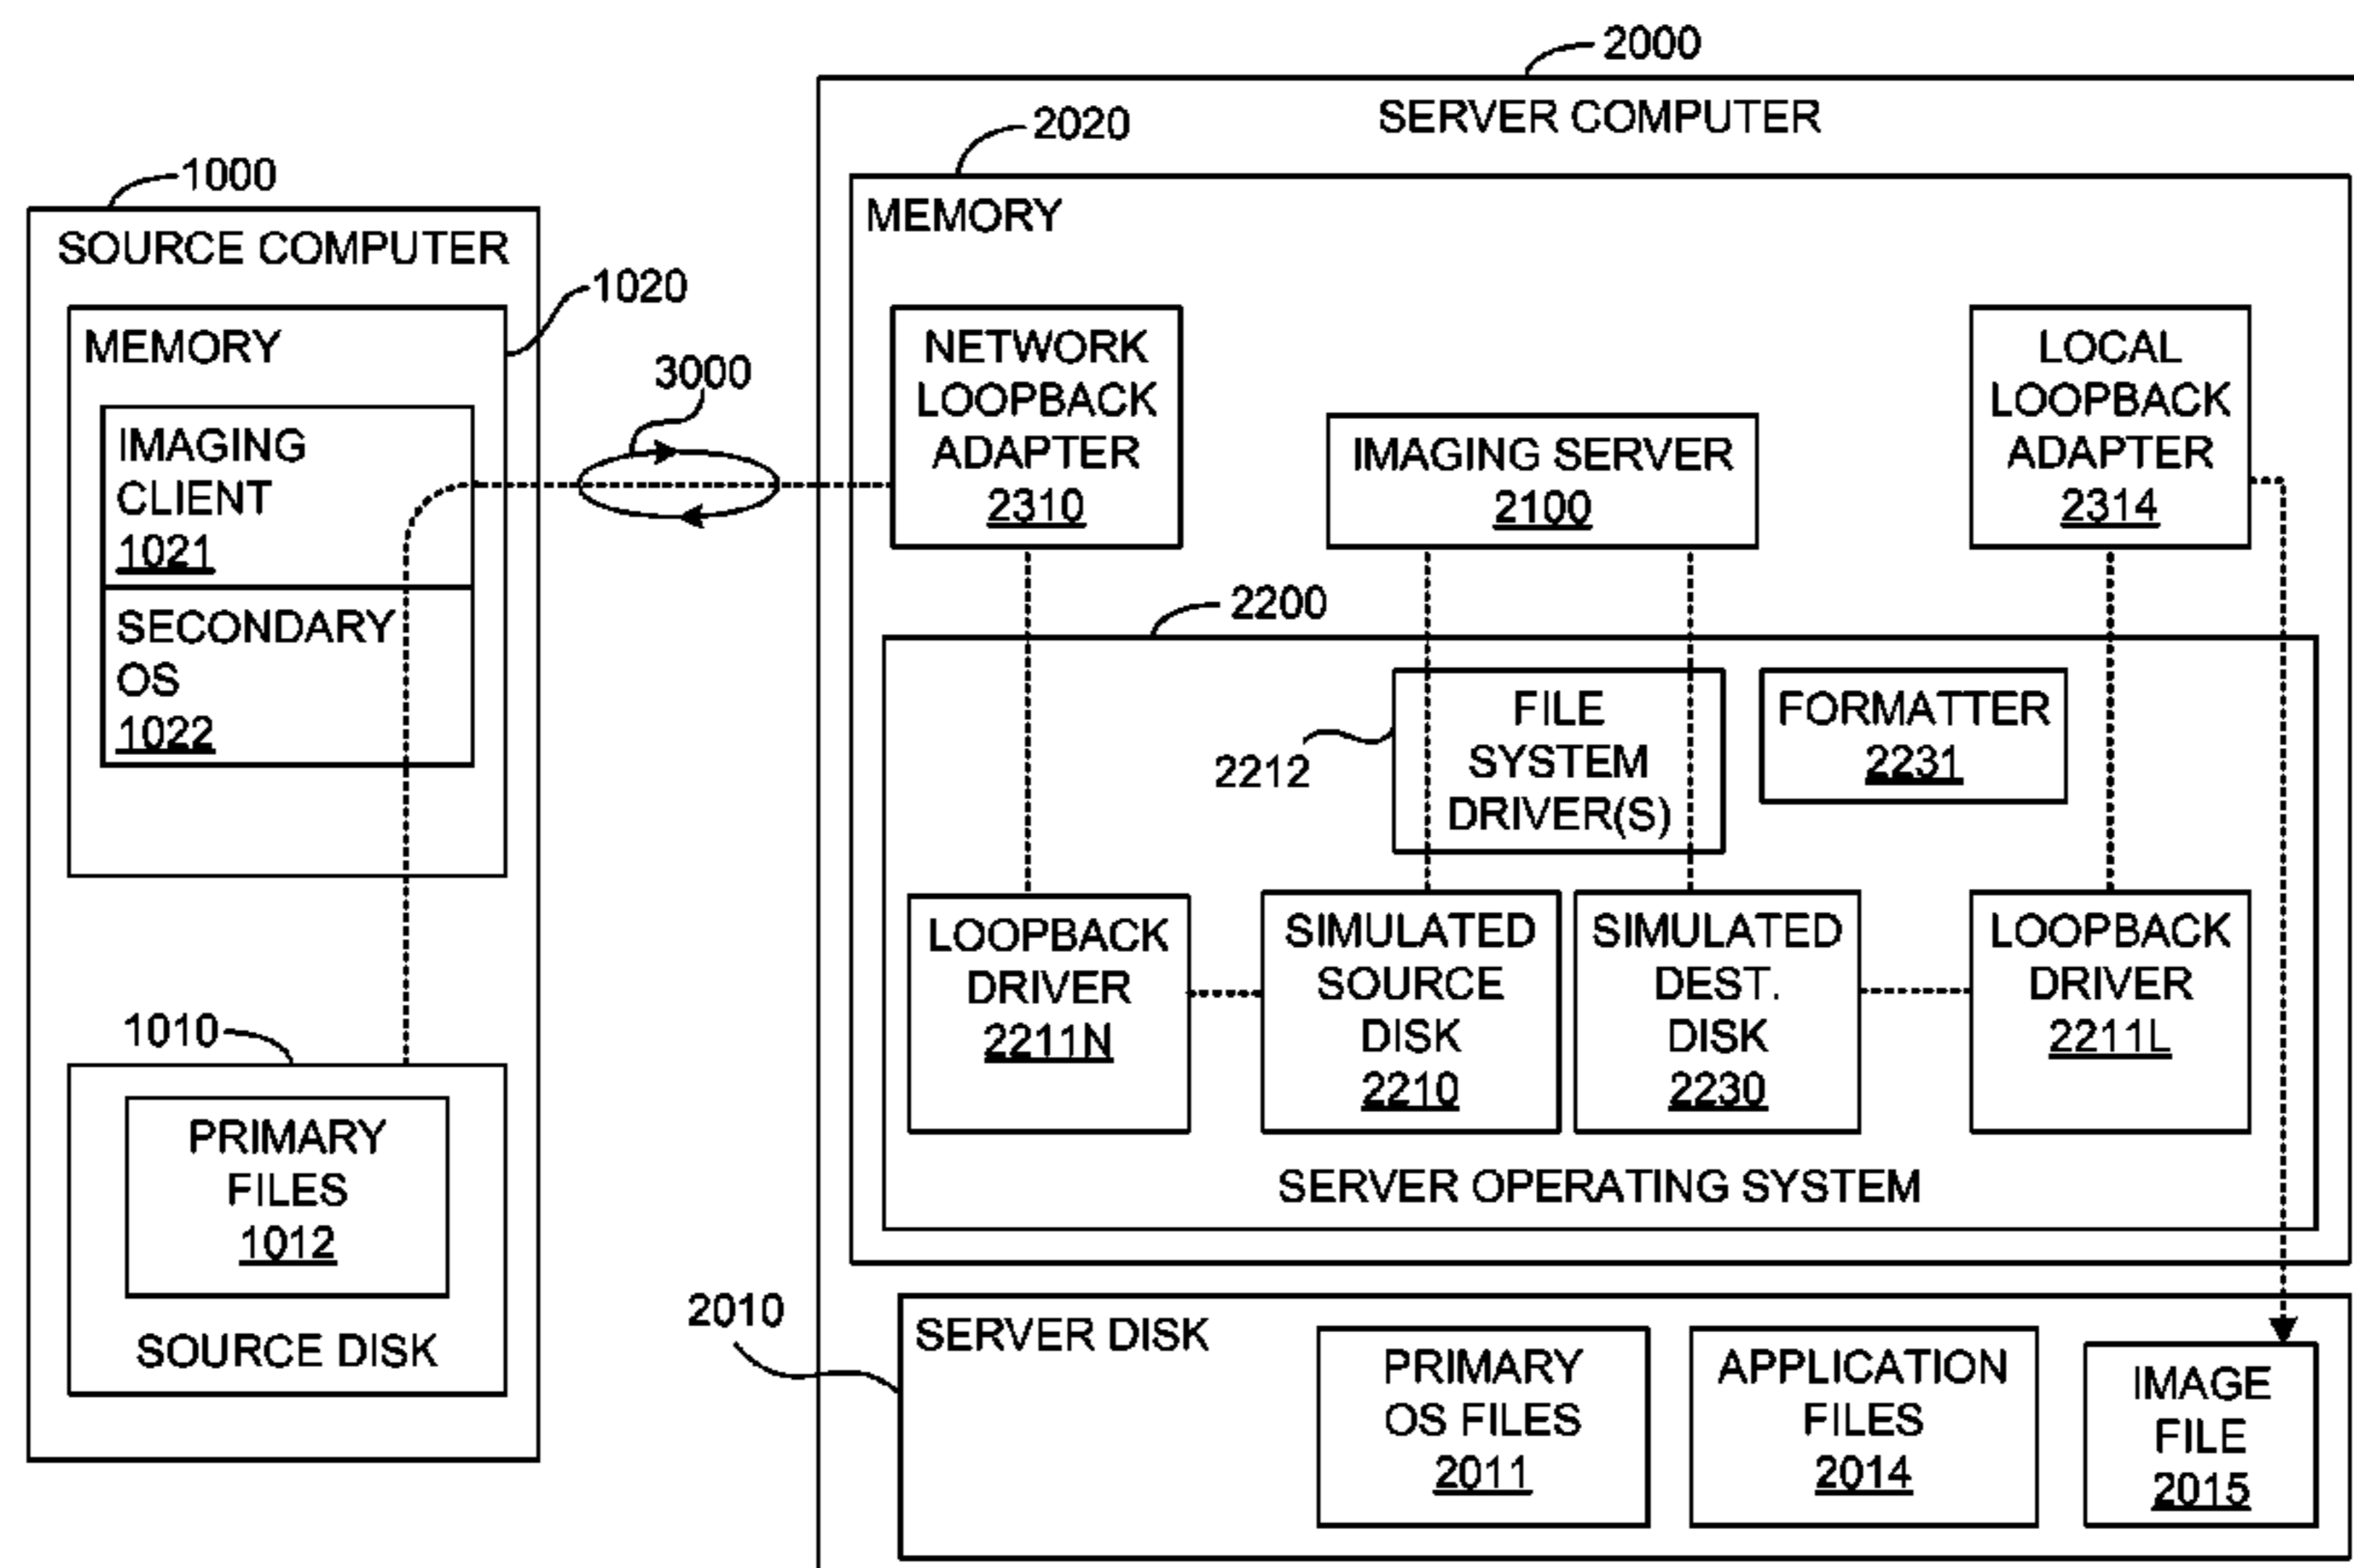 2000
SERVER COMPUTER
2020
MEMORY
1000
SOURCE COMPUTER
1020
MEMORY
IMAGING
CLIENT
1021
SECONDARY
OS
1022
3000
1010
PRIMARY
FILES
1012
SOURCE DISK
NETWORK
LOOPBACK
ADAPTER
2310
IMAGING SERVER
2100
LOCAL
LOOPBACK
ADAPTER
2314
2200
2212
FILE
SYSTEM
DRIVER(S)
FORMATTER
2231
LOOPBACK
DRIVER
2211N
SIMULATED
SOURCE
DISK
2210
SIMULATED
DEST.
DISK
2230
LOOPBACK
DRIVER
2211L
SERVER OPERATING SYSTEM
2010
SERVER DISK
PRIMARY
OS FILES
2011
APPLICATION
FILES
2014
IMAGE
FILE
2015